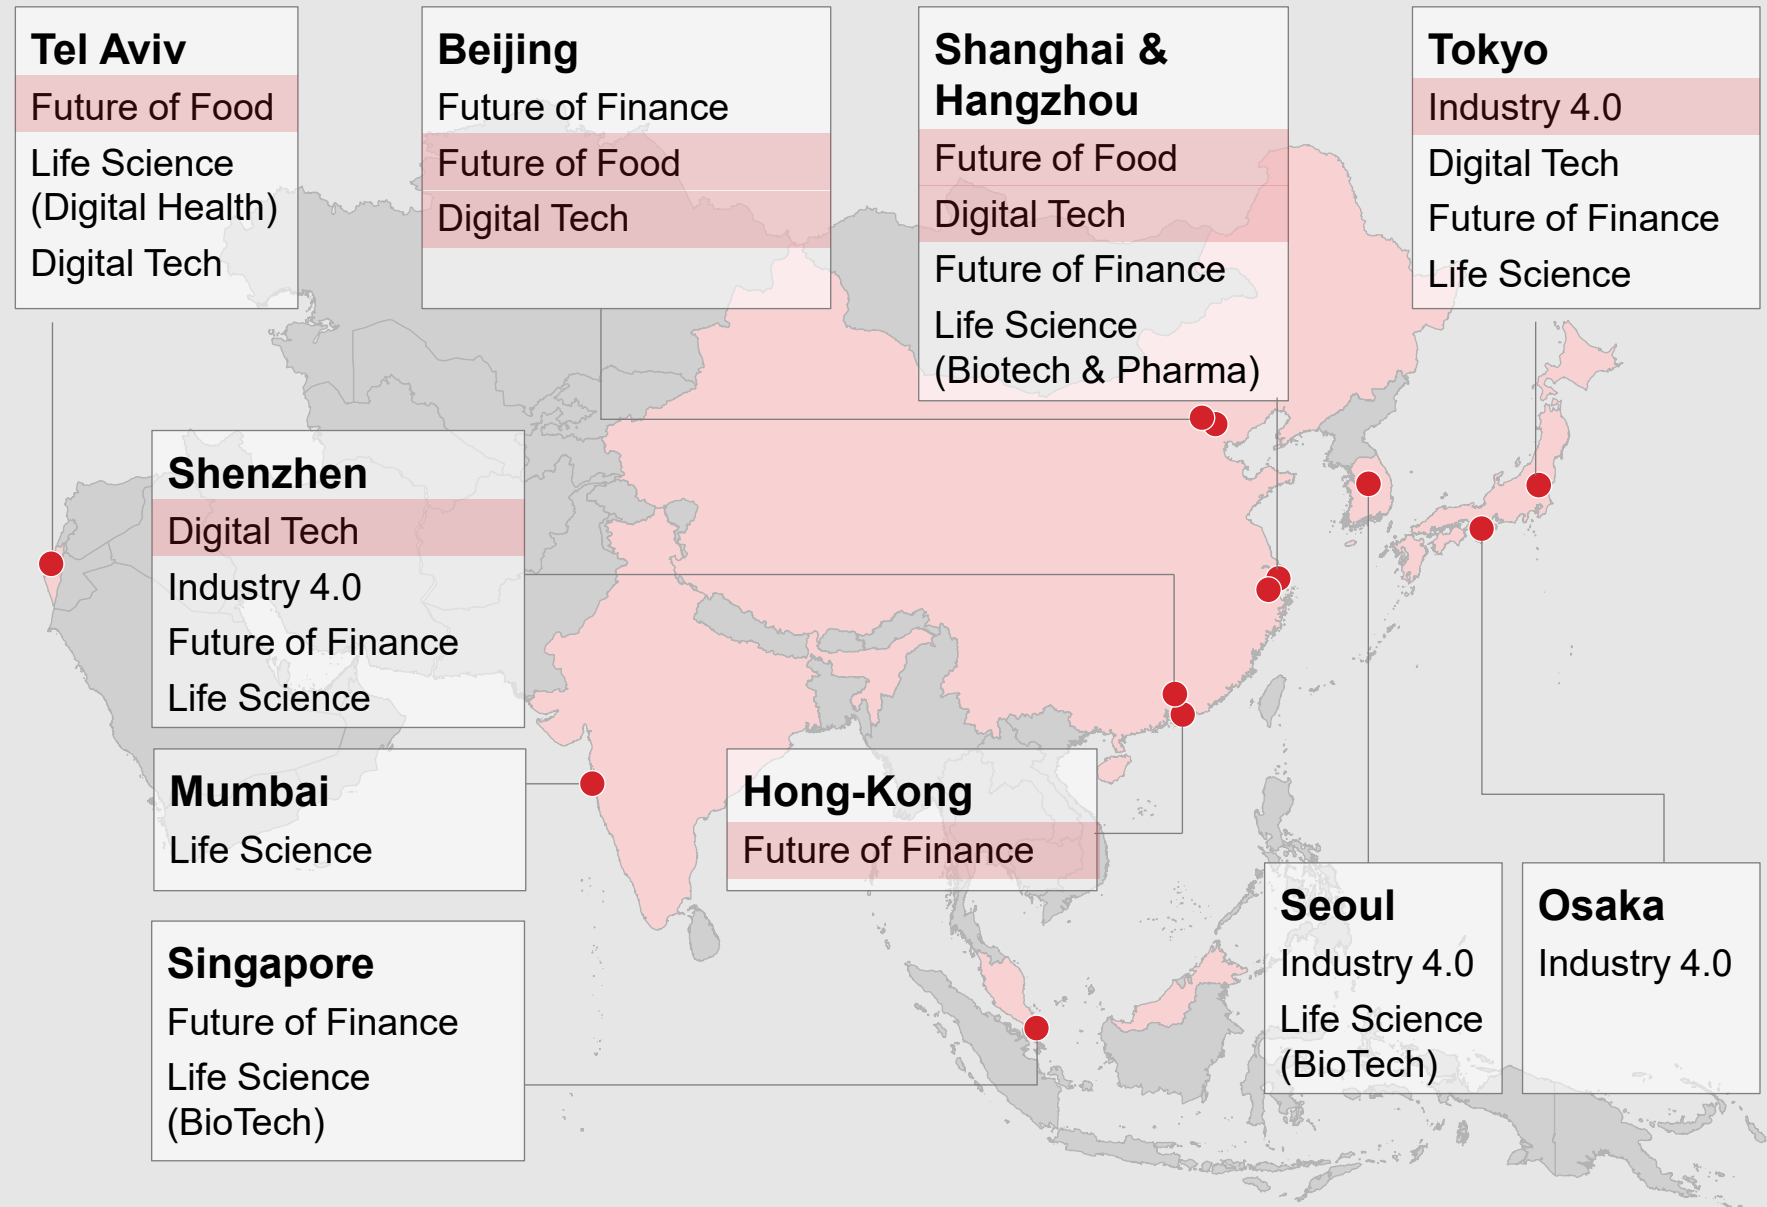 Tel Aviv
Future of Food
Life Science
(Digital Health)
Digital Tech
Beijing
Future of Finance
Future of Food
Digital Tech
Shanghai &
Hangzhou
Future of Food
Digital Tech
Future of Finance
Life Science
(Biotech & Pharma)
Tokyo
Industry 4.0
Digital Tech
Future of Finance
Life Science
Shenzhen
Digital Tech
Industry 4.0
Future of Finance
Life Science
Mumbai
Life Science
Hong-Kong
Future of Finance
Singapore
Future of Finance
Life Science
(BioTech)
Seoul
Industry 4.0
Life Science
(BioTech)
Osaka
Industry 4.0